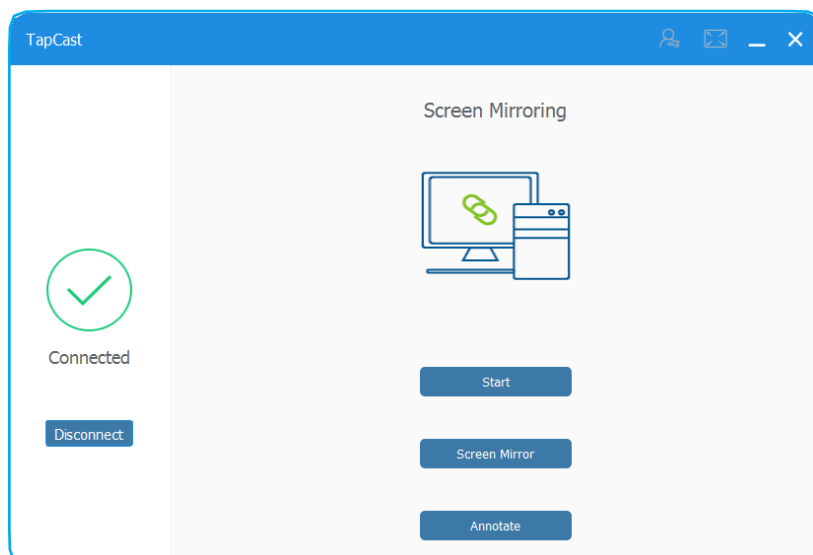 TapCast
Screen Mirroring
Connected
Disconnect
Start
Screen Mirror
Annotate